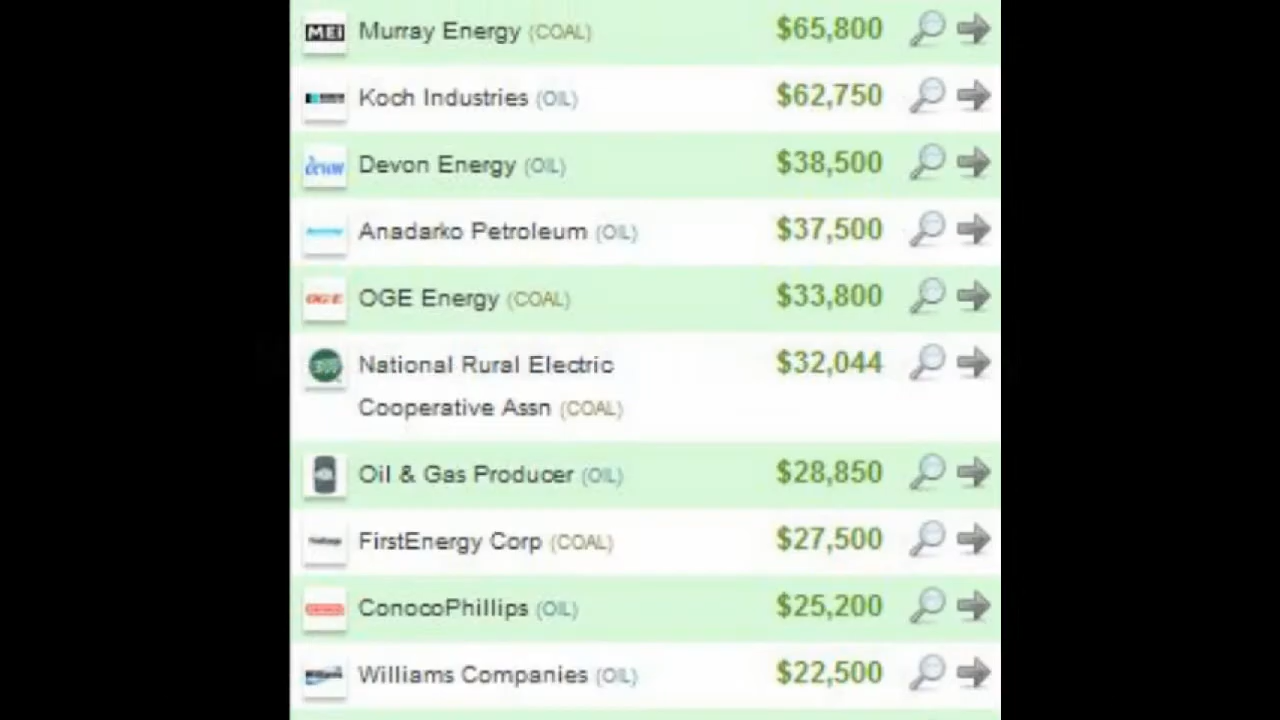 MEI Murray Energy (COAL) $65,800
Koch Industries (OIL) $62,750
devon Devon Energy (OIL) $38,500
Anadarko Petroleum (OIL) $37,500
OGE OGE Energy (COAL) $33,800
National Rural Electric $32,044
Cooperative Assn (COAL)
Oil & Gas Producer (OIL) $28,850
FirstEnergy Corp (COAL) $27,500
ConocoPhillips (OIL) $25,200
Williams Companies (OIL) $22,500